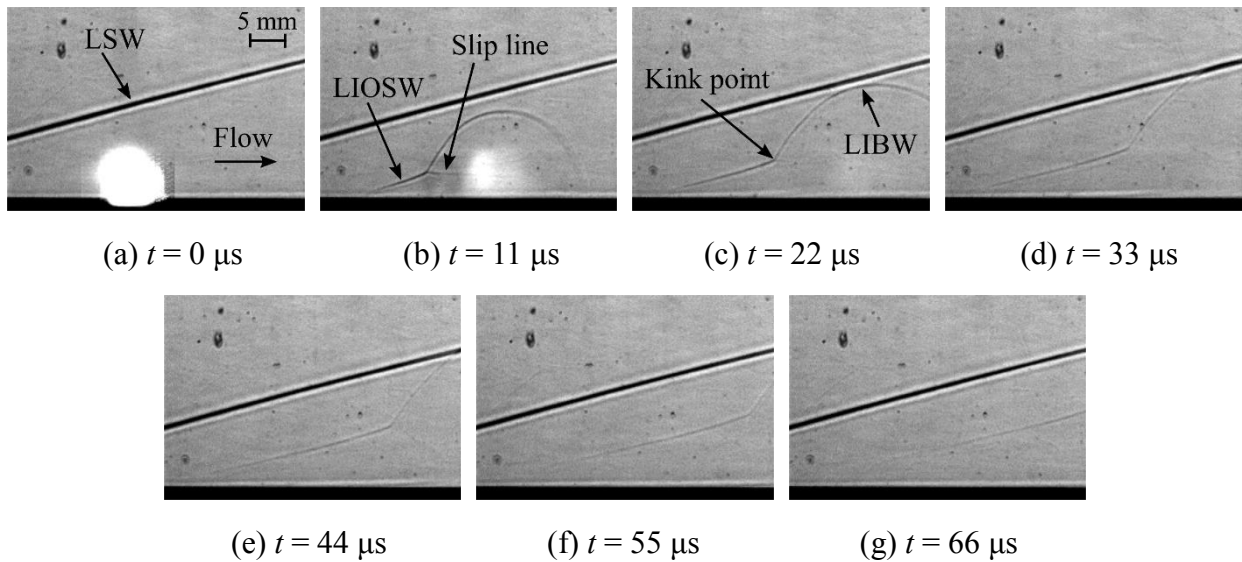 5 mm
LSW
Flow
Slip line
LIOSW
Kink point
LIBW
(a) t = 0 μs
(b) t = 11 μs
(c) t = 22 μs
(d) t = 33 μs
(e) t = 44 μs
(f) t = 55 μs
(g) t = 66 μs